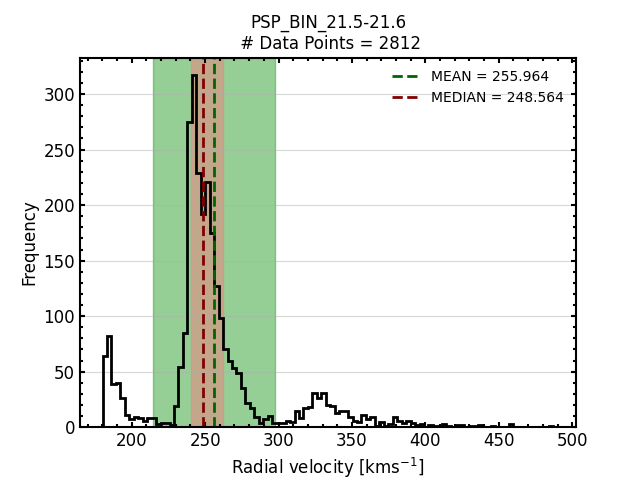 PSP_BIN_21.5-21.6
# Data Points = 2812
MEAN = 255.964
MEDIAN = 248.564
Frequency
300
250
200
150
100
50
0
200 250 300 350 400 450 500
Radial velocity [kms⁻¹]